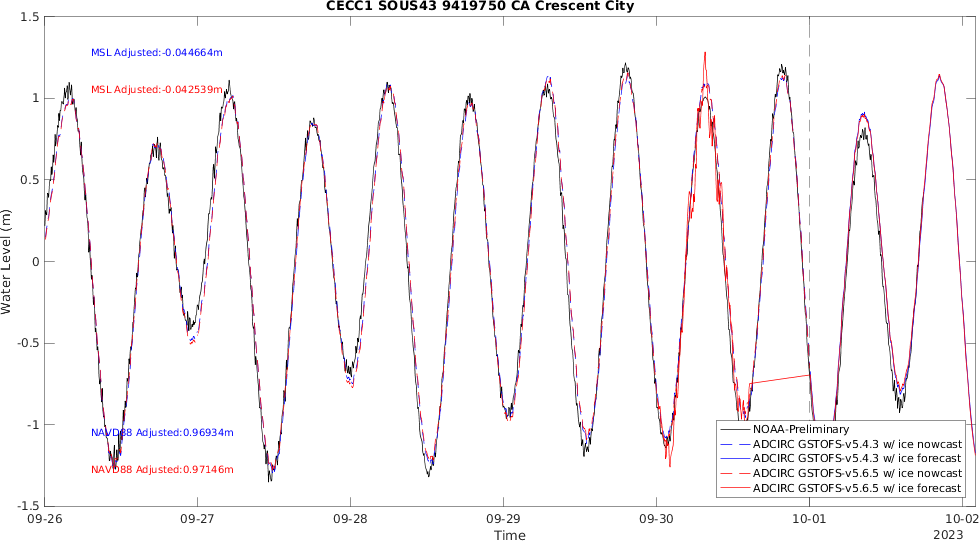 CECC1 SOUS43 9419750 CA Crescent City
1.5
MSL Adjusted:-0.044664m
MSL Adjusted:-0.042539m
1
0.5
0
-0.5
-1
-1.5
Water Level (m)
NAVD88 Adjusted:0.96934m
NAVD88 Adjusted:0.97146m
NOAA-Preliminary
ADCIRC GSTOFS-v5.4.3 w/ ice nowcast
ADCIRC GSTOFS-v5.4.3 w/ ice forecast
ADCIRC GSTOFS-v5.6.5 w/ ice nowcast
ADCIRC GSTOFS-v5.6.5 w/ ice forecast
09-26 09-27 09-28 09-29 09-30 10-01 10-02
Time
2023